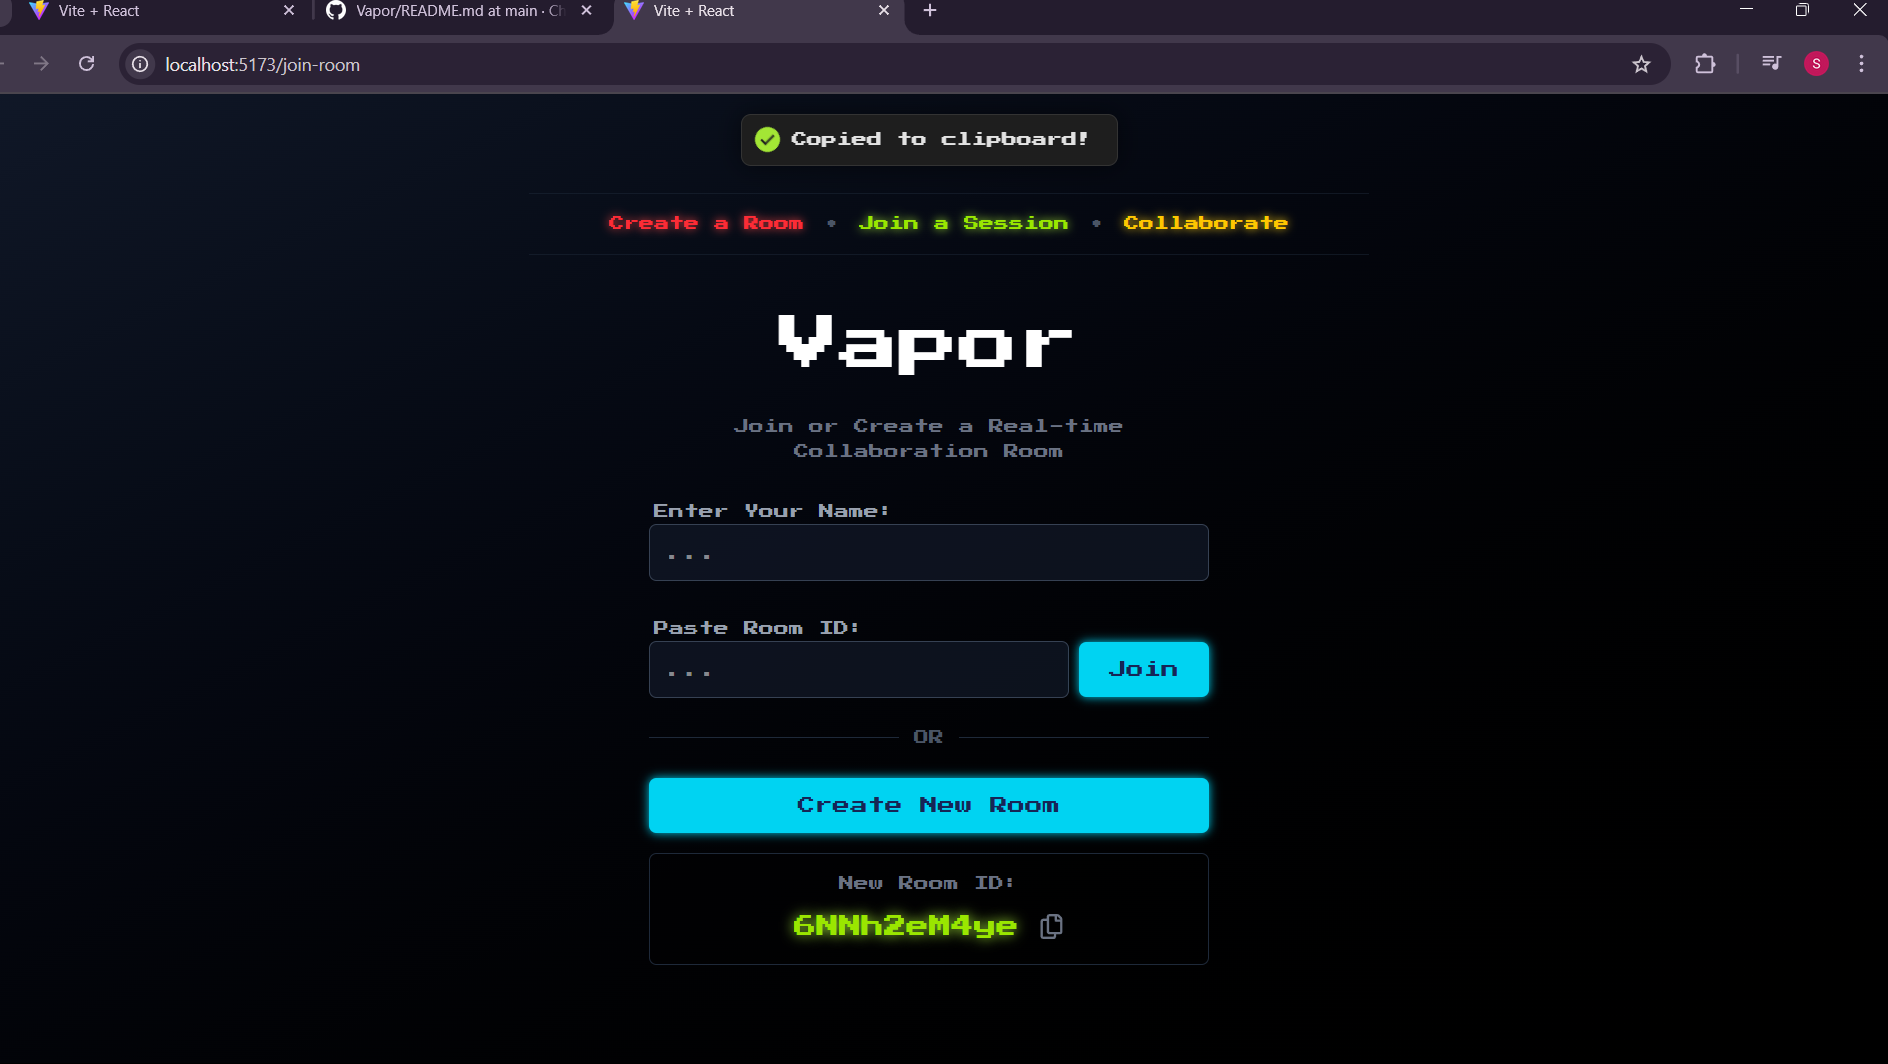 Vite + React
Vapor/README.md at main · Ch
Vite + React
localhost:5173/join-room
S
Copied to clipboard!
Create a Room • Join a Session • Collaborate
Vapor
Join or Create a Real-time
Collaboration Room
Enter Your Name:
...
Paste Room ID:
...
Join
OR
Create New Room
New Room ID:
6NNh2eM4ye